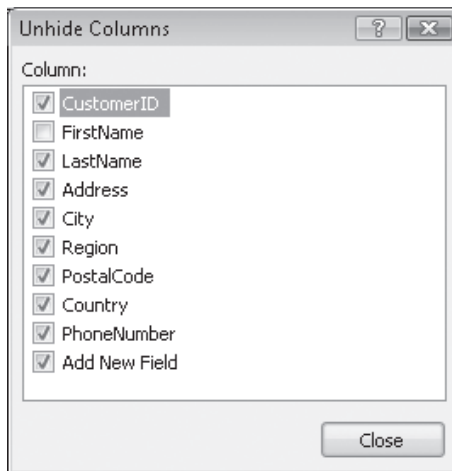 Unhide Columns
Column:
CustomerID
FirstName
LastName
Address
City
Region
PostalCode
Country
PhoneNumber
Add New Field
Close